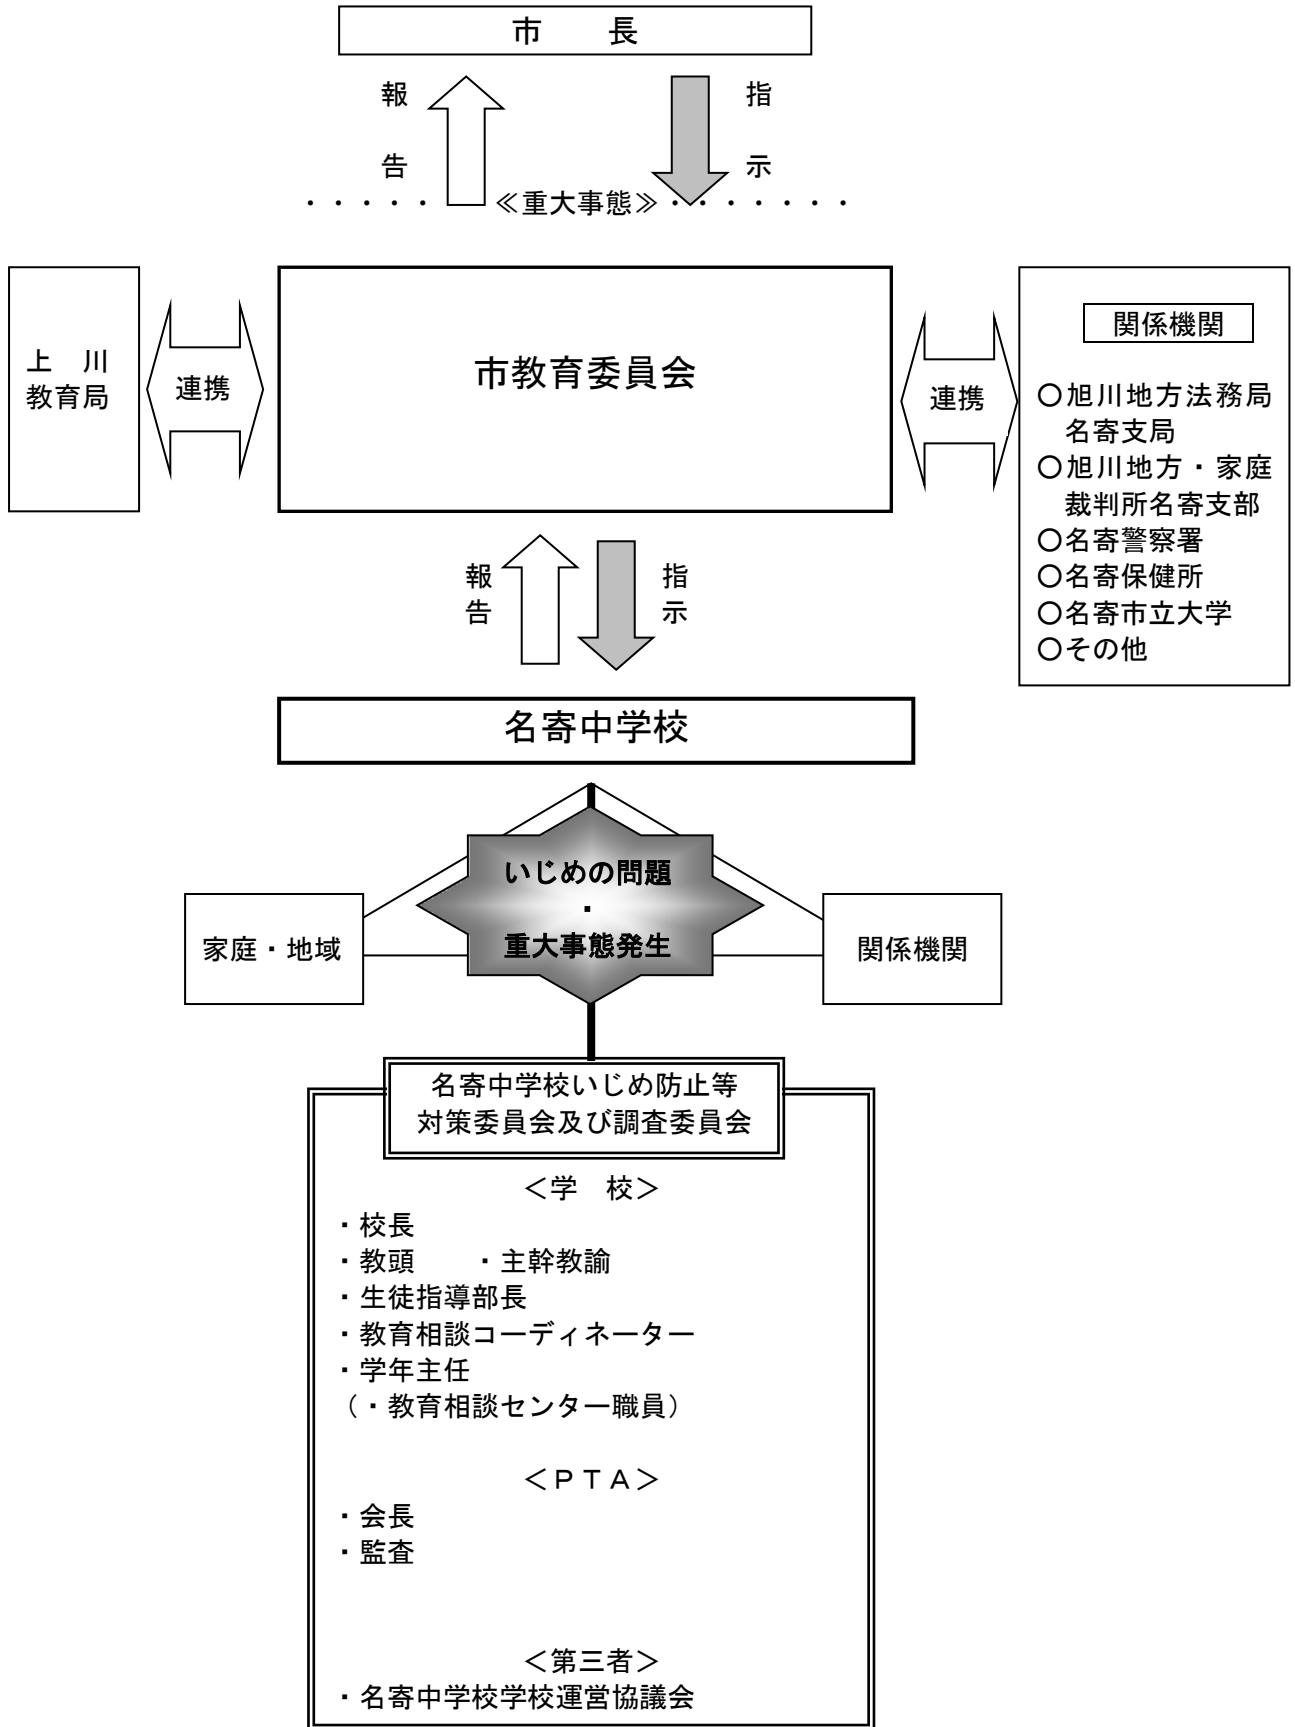 市　　長
報 指
告 示
・・・・・ ≪重大事態≫・・・・・・・
上　川
教育局
連携
市教育委員会
連携
関係機関
○旭川地方法務局
名寄支局
○旭川地方・家庭
裁判所名寄支部
○名寄警察署
○名寄保健所
○名寄市立大学
○その他
報 指
告 示
名寄中学校
いじめの問題
・
重大事態発生
家庭・地域
関係機関
名寄中学校いじめ防止等
対策委員会及び調査委員会
＜学　校＞
・校長
・教頭　　・主幹教諭
・生徒指導部長
・教育相談コーディネーター
・学年主任
（・教育相談センター職員）
＜ＰＴＡ＞
・会長
・監査
＜第三者＞
・名寄中学校学校運営協議会